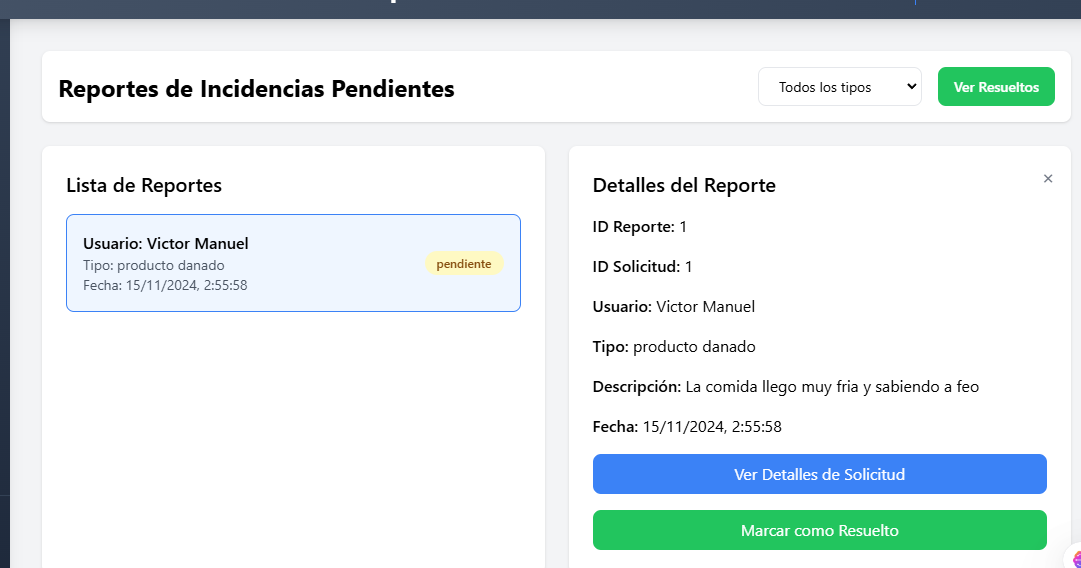 Reportes de Incidencias Pendientes
Todos los tipos
Ver Resueltos
Lista de Reportes
Usuario: Victor Manuel
Tipo: producto danado
Fecha: 15/11/2024, 2:55:58
pendiente
Detalles del Reporte
×
ID Reporte: 1
ID Solicitud: 1
Usuario: Victor Manuel
Tipo: producto danado
Descripción: La comida llego muy fria y sabiendo a feo
Fecha: 15/11/2024, 2:55:58
Ver Detalles de Solicitud
Marcar como Resuelto